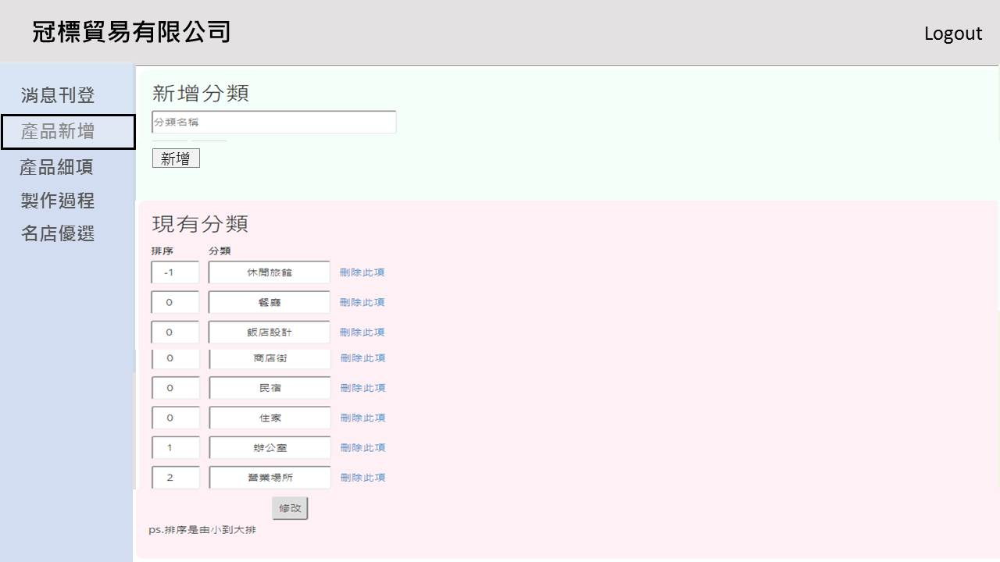 冠標貿易有限公司
Logout
消息刊登
產品新增
產品細項
製作過程
名店優選
新增分類
分類名稱
新增
現有分類
排序 分類
-1 休閒旅館 刪除此項
0 餐廳 刪除此項
0 飯店設計 刪除此項
0 商店街 刪除此項
0 民宿 刪除此項
0 住家 刪除此項
1 辦公室 刪除此項
2 營業場所 刪除此項
修改
ps.排序是由小到大排